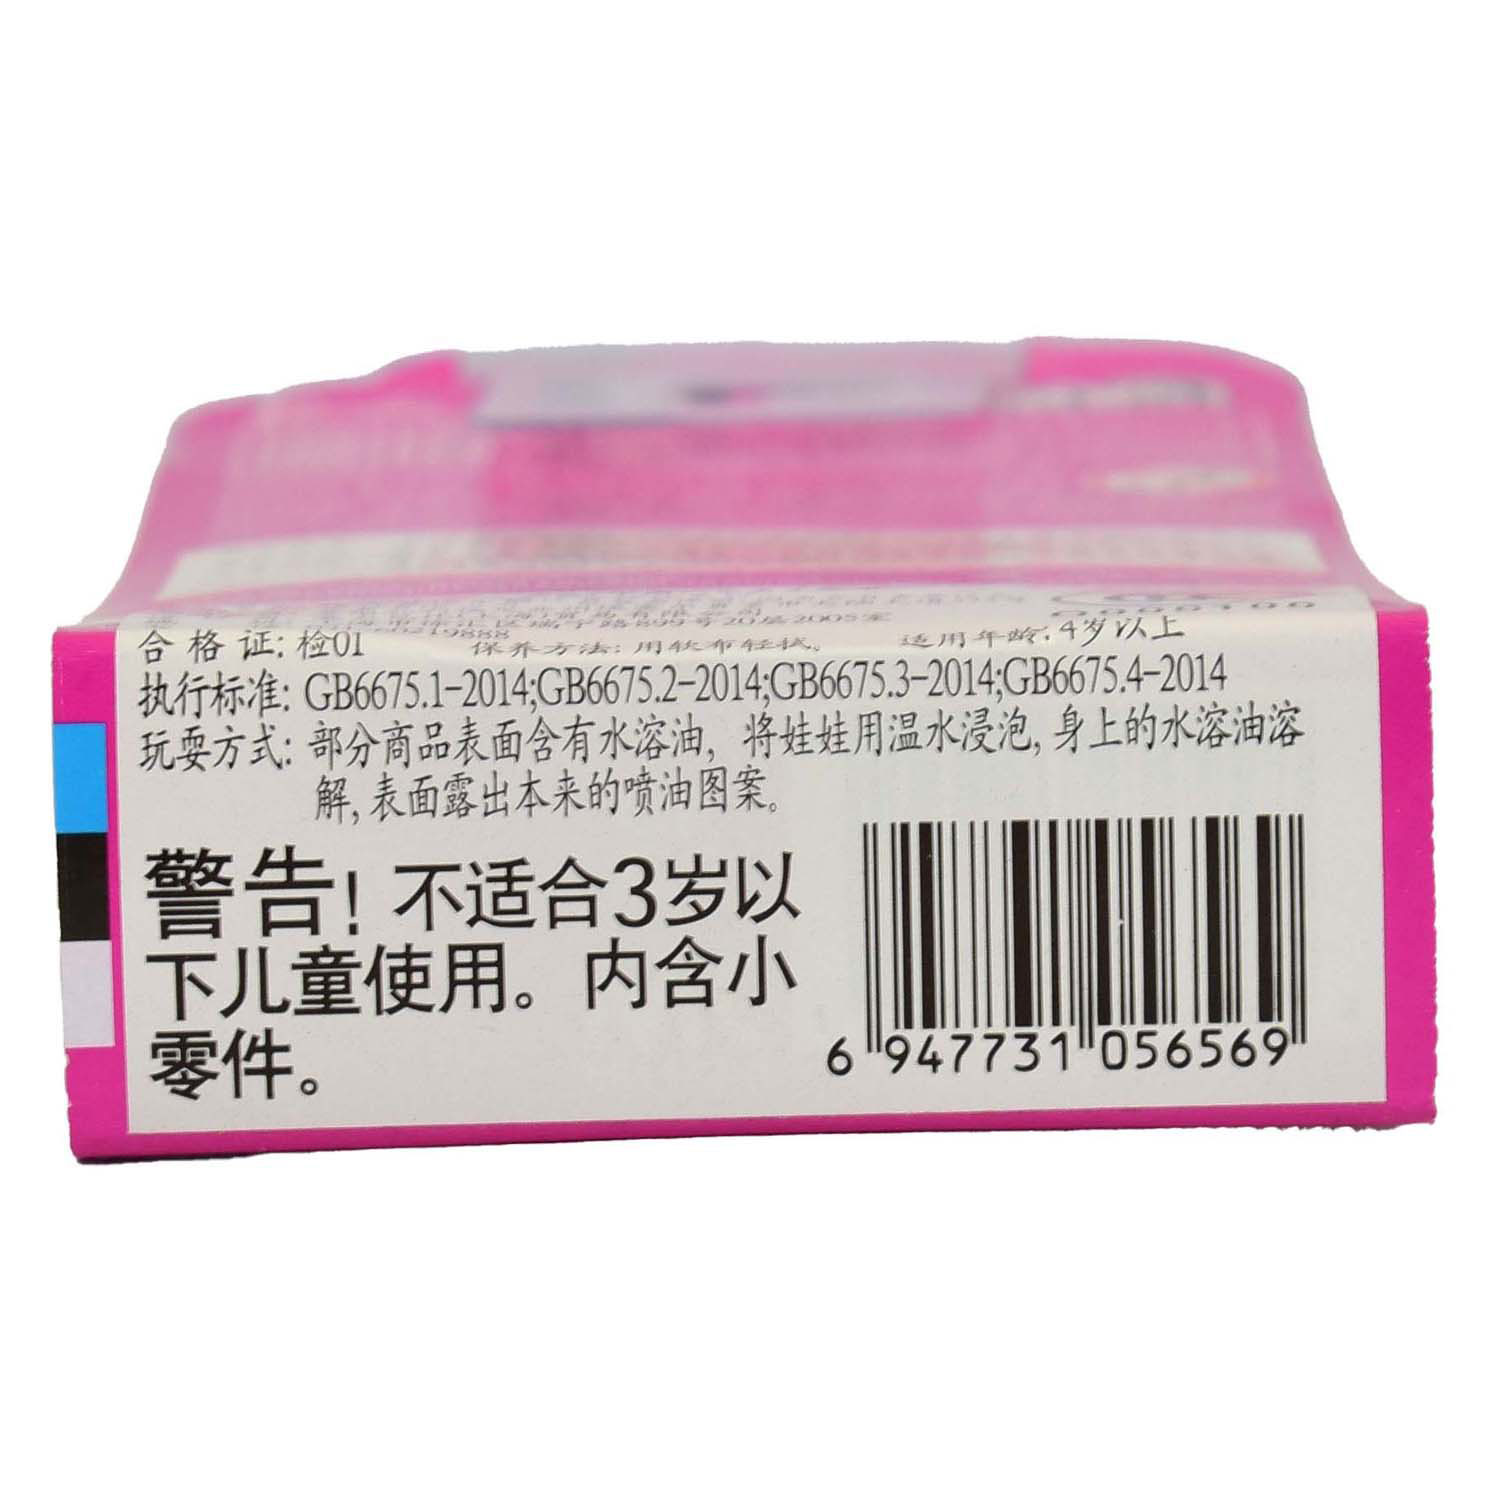 合格证: 检01 保养方法: 用软布轻拭。 适用年龄: 4岁以上
执行标准: GB6675.1-2014;GB6675.2-2014;GB6675.3-2014;GB6675.4-2014
玩耍方式: 部分商品表面含有水溶油, 将娃娃用温水浸泡, 身上的水溶油溶
解, 表面露出本来的喷油图案。
警告! 不适合3岁以
下儿童使用。内含小
零件。
6 947731 056569